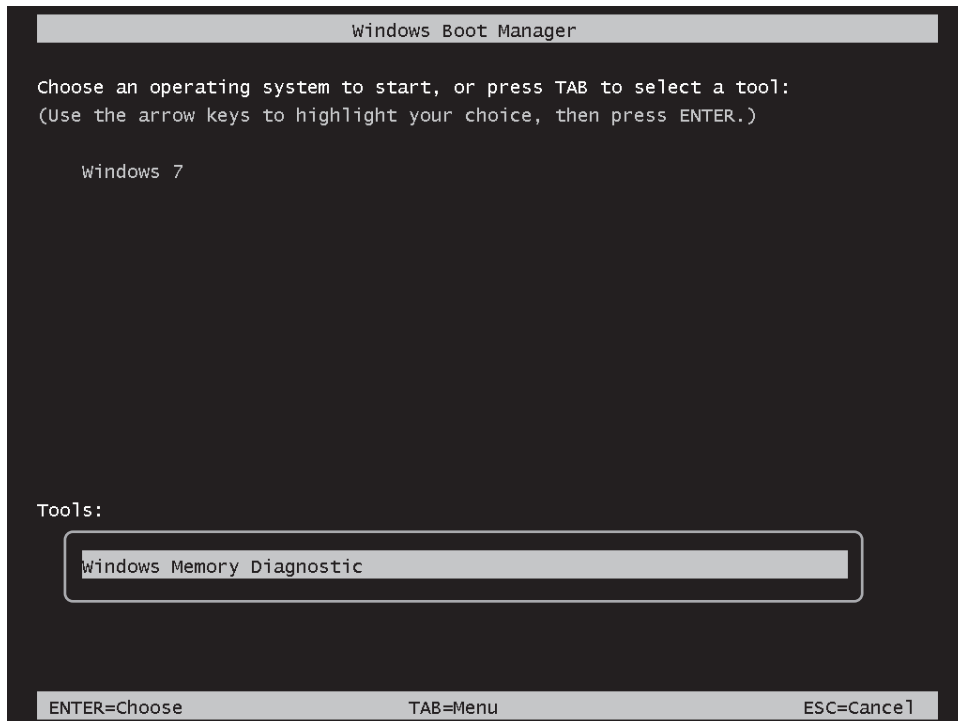 Windows Boot Manager
Choose an operating system to start, or press TAB to select a tool:
(Use the arrow keys to highlight your choice, then press ENTER.)
Windows 7
Tools:
Windows Memory Diagnostic
ENTER=Choose TAB=Menu ESC=Cancel